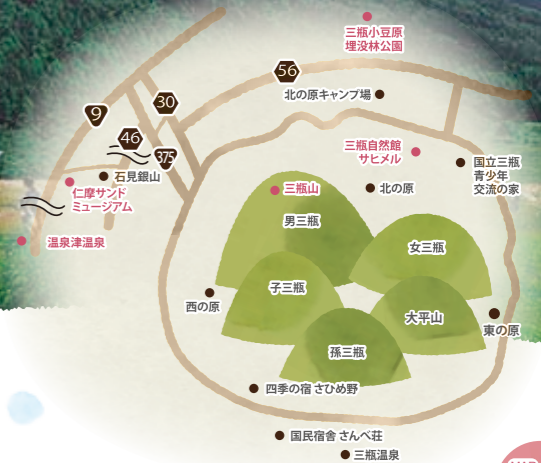 三瓶小豆原
埋没林公園
56
北の原キャンプ場
9
30
46
375
石見銀山
仁摩サンド
ミュージアム
温泉津温泉
三瓶自然館
サヒメル
国立三瓶
青少年
交流の家
三瓶山
北の原
男三瓶
女三瓶
子三瓶
大平山
西の原
東の原
孫三瓶
四季の宿 さひめ野
国民宿舎 さんべ荘
三瓶温泉